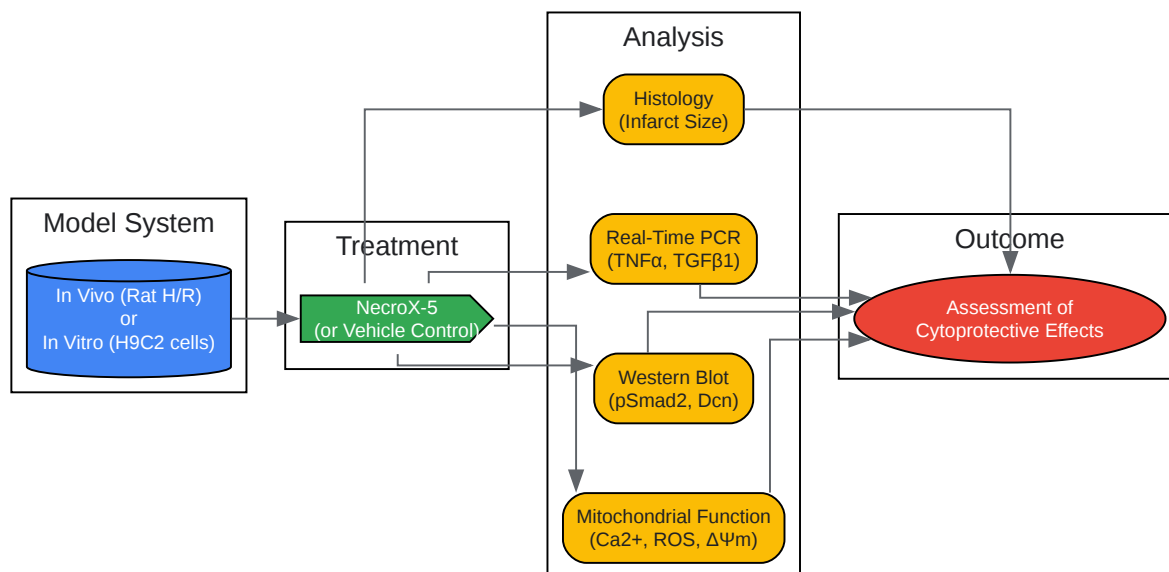 Model System
In Vivo (Rat H/R)
or
In Vitro (H9C2 cells)
Treatment
NecroX-5
(or Vehicle Control)
Analysis
Histology
(Infarct Size)
Real-Time PCR
(TNFα, TGFβ1)
Western Blot
(pSmad2, Dcn)
Mitochondrial Function
(Ca2+, ROS, ΔΨm)
Outcome
Assessment of
Cytoprotective Effects